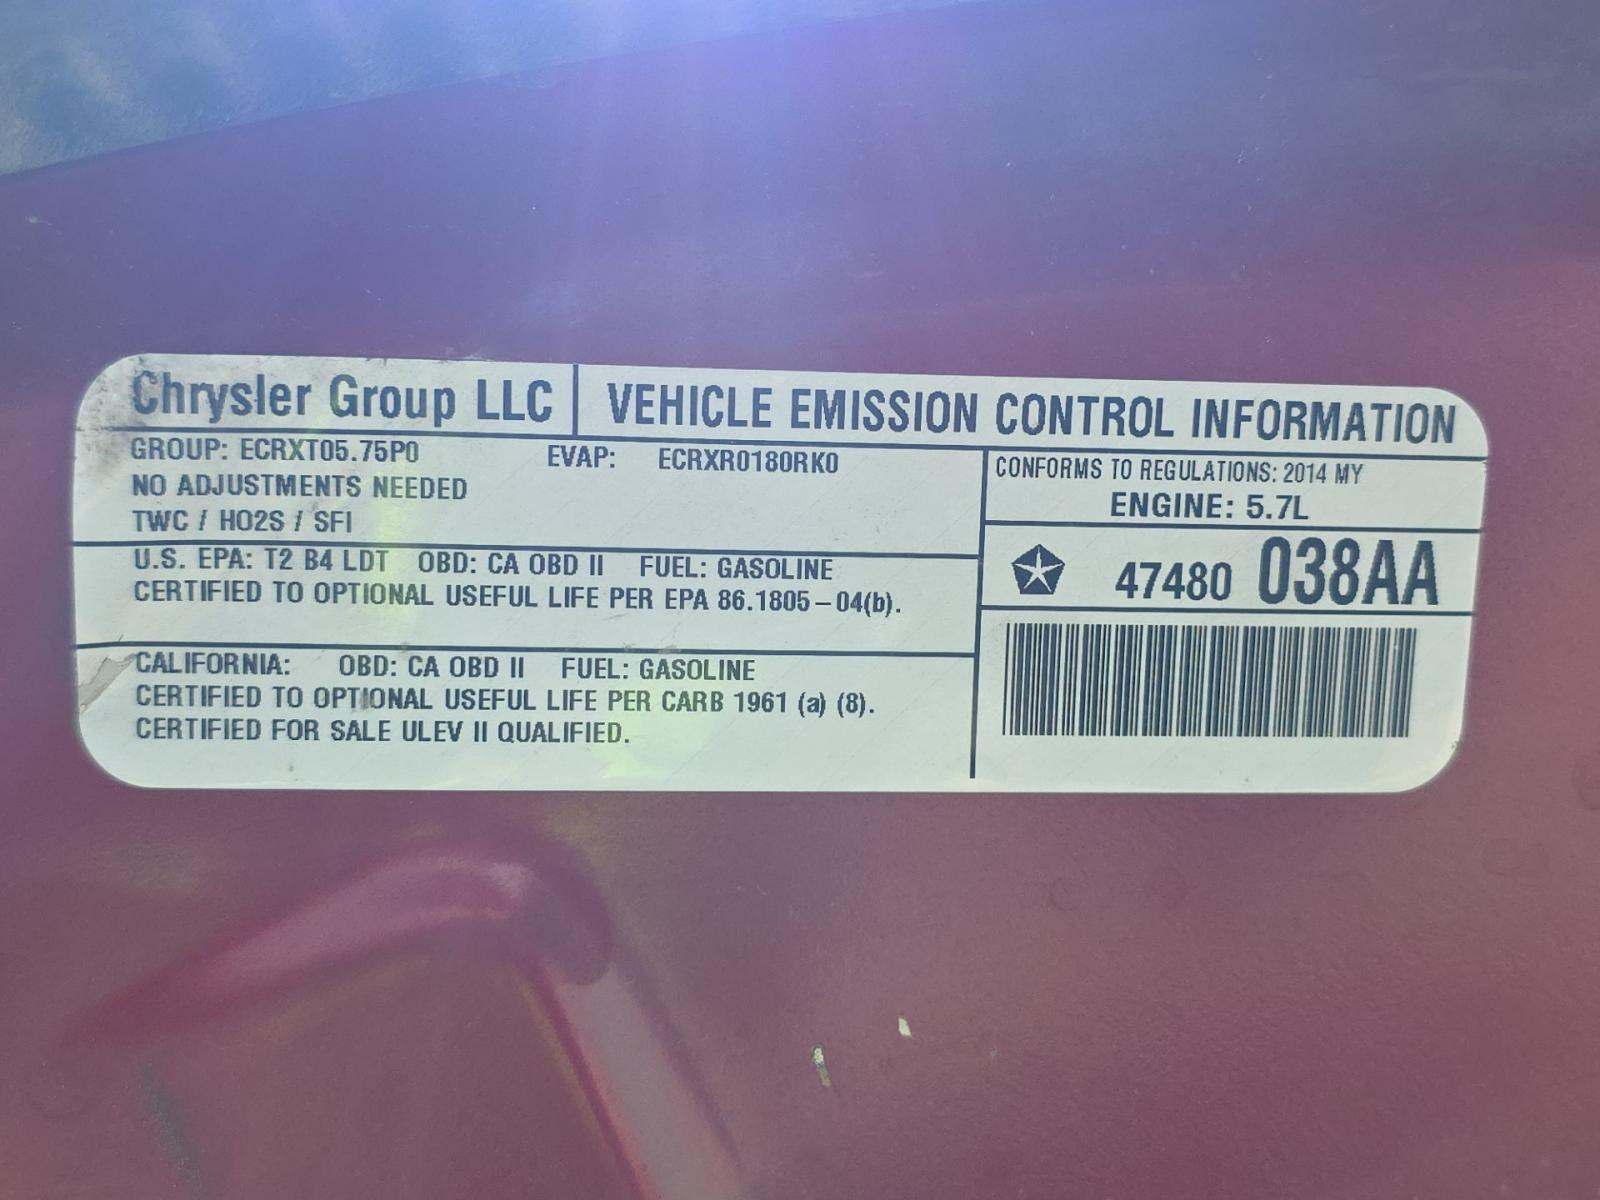 Chrysler Group LLC VEHICLE EMISSION CONTROL INFORMATION
GROUP: ECRXT05.75P0 EVAP: ECRXR0180RK0
NO ADJUSTMENTS NEEDED
TWC / HO2S / SFI
CONFORMS TO REGULATIONS: 2014 MY
ENGINE: 5.7L
U.S. EPA: T2 B4 LDT OBD: CA OBD II FUEL: GASOLINE
CERTIFIED TO OPTIONAL USEFUL LIFE PER EPA 86.1805-04(b).
47480 038AA
CALIFORNIA: OBD: CA OBD II FUEL: GASOLINE
CERTIFIED TO OPTIONAL USEFUL LIFE PER CARB 1961 (a) (8).
CERTIFIED FOR SALE ULEV II QUALIFIED.